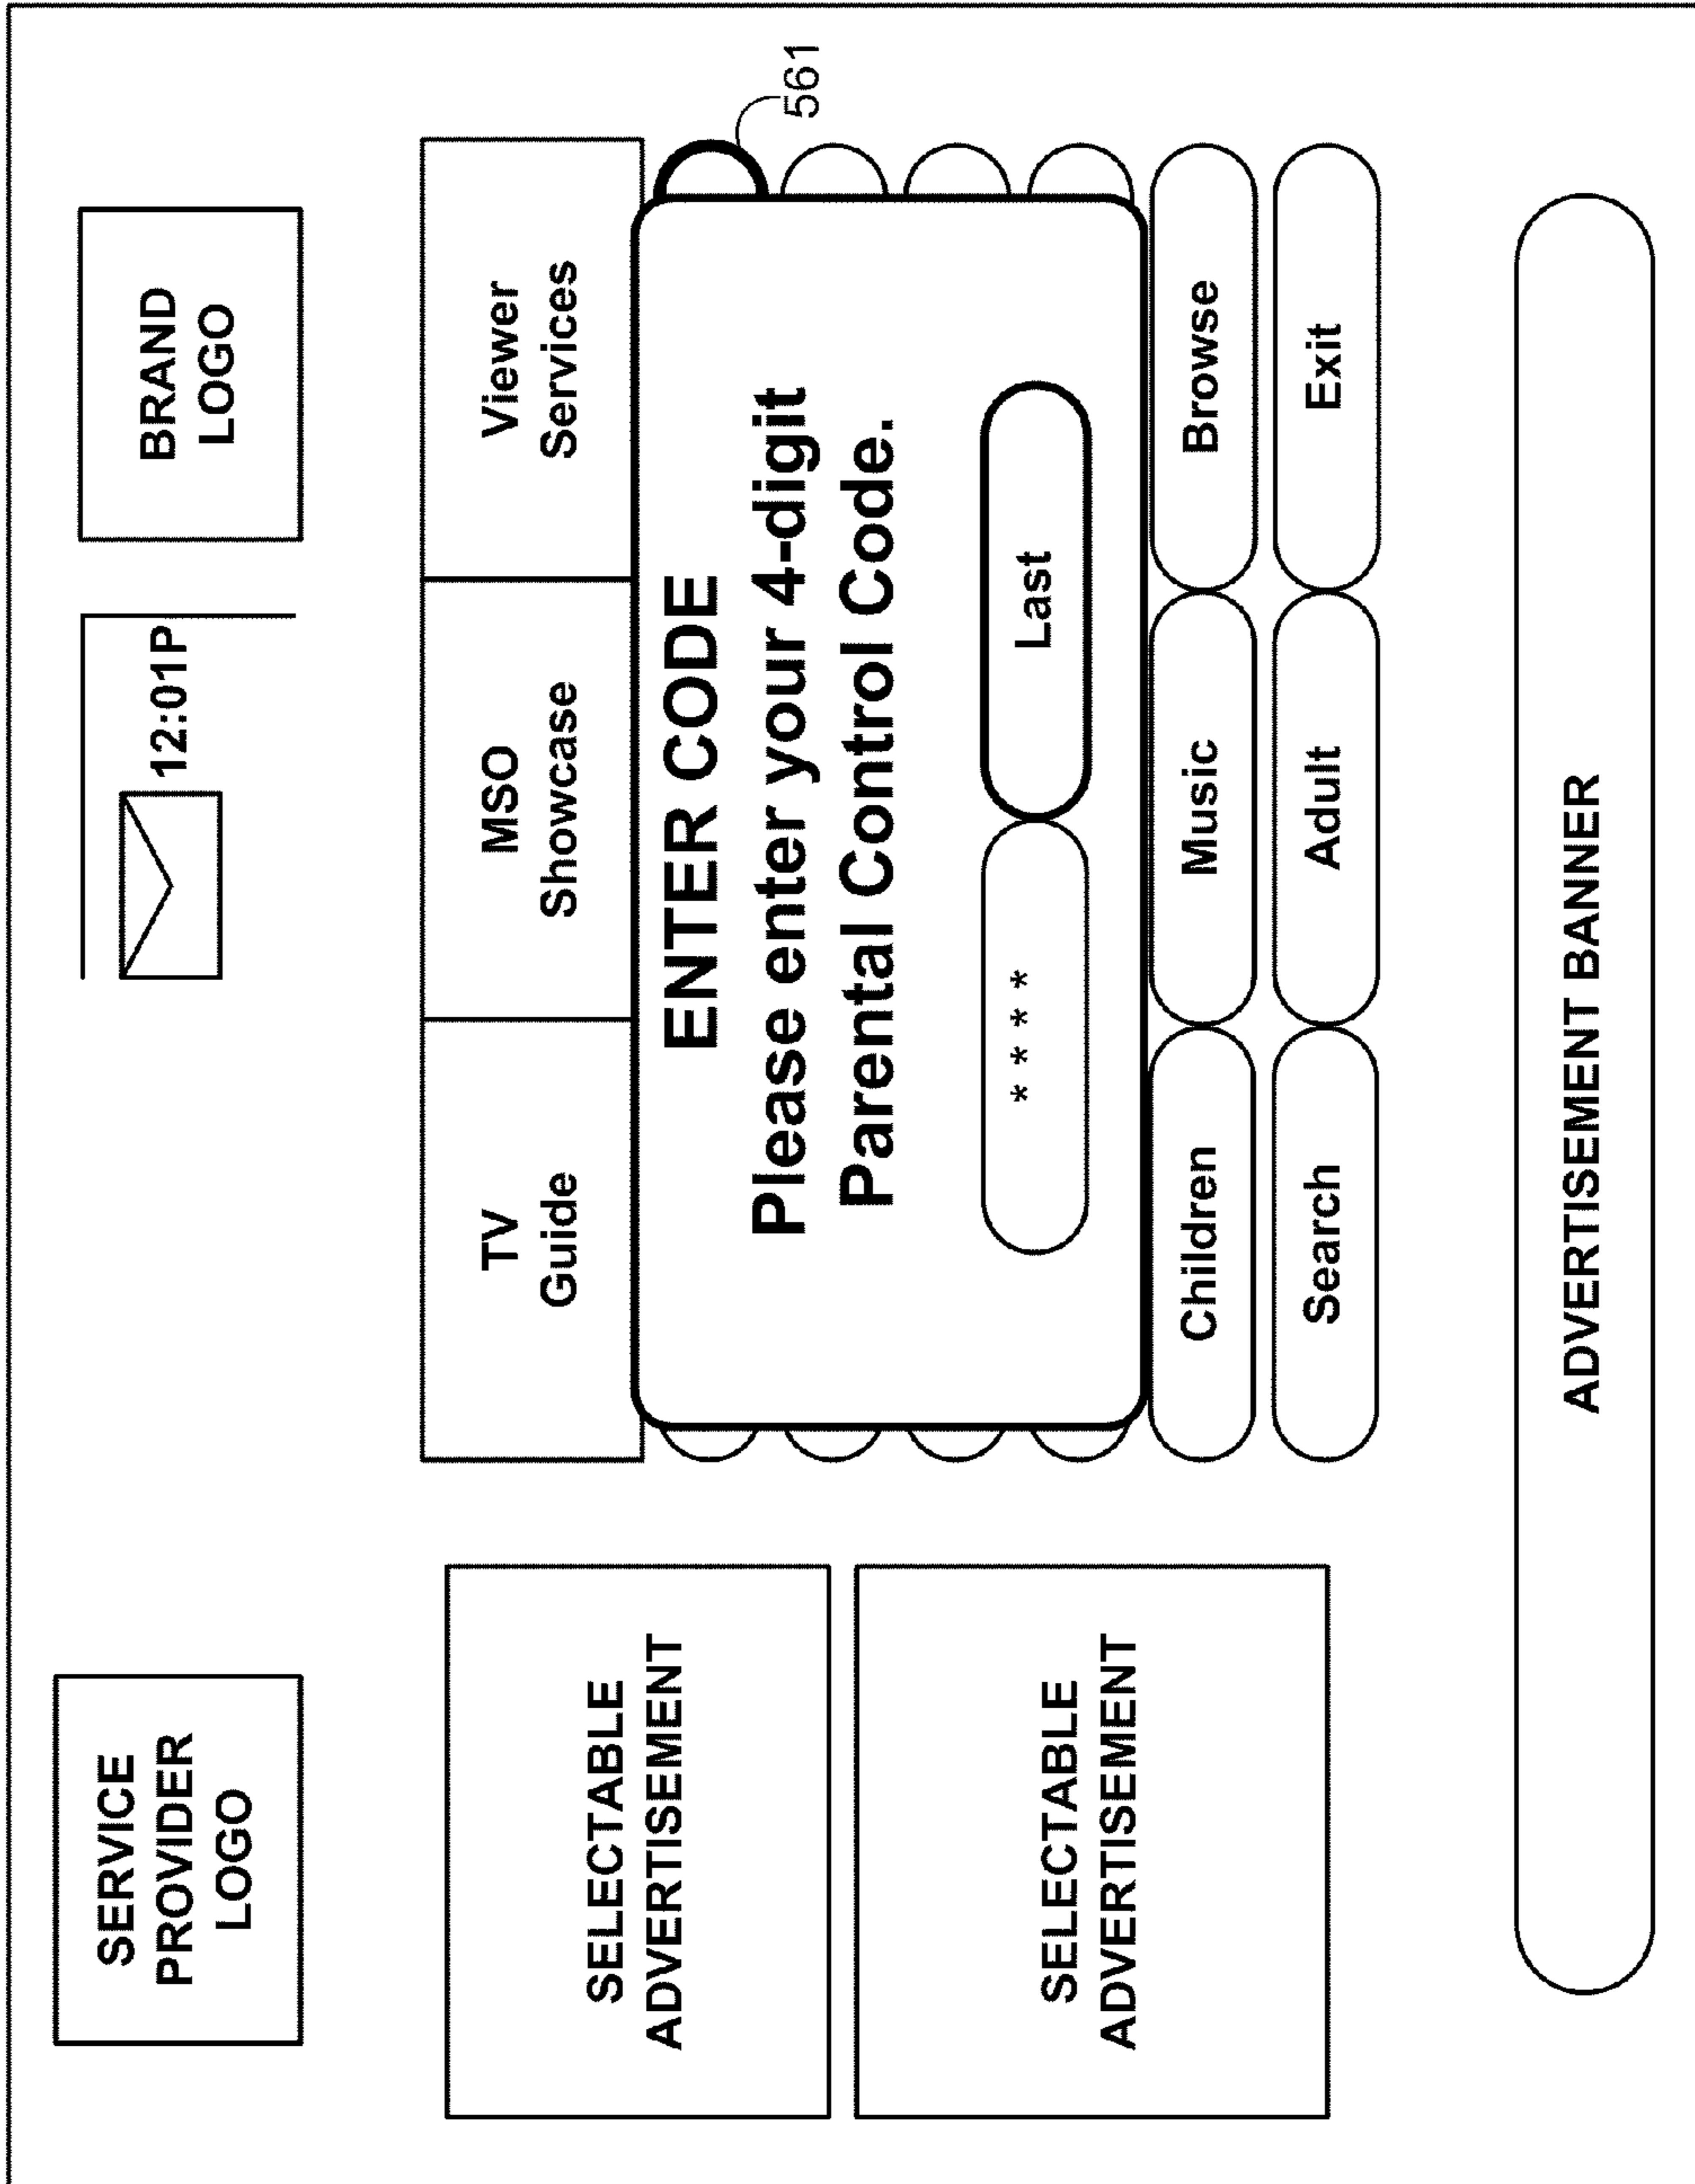 SERVICE
PROVIDER
LOGO
12:01P
BRAND
LOGO
SELECTABLE
ADVERTISEMENT
SELECTABLE
ADVERTISEMENT
TV
Guide
MSO
Showcase
Viewer
Services
561
ENTER CODE
Please enter your 4-digit
Parental Control Code.
* * * *
Last
Children
Music
Browse
Search
Adult
Exit
ADVERTISEMENT BANNER